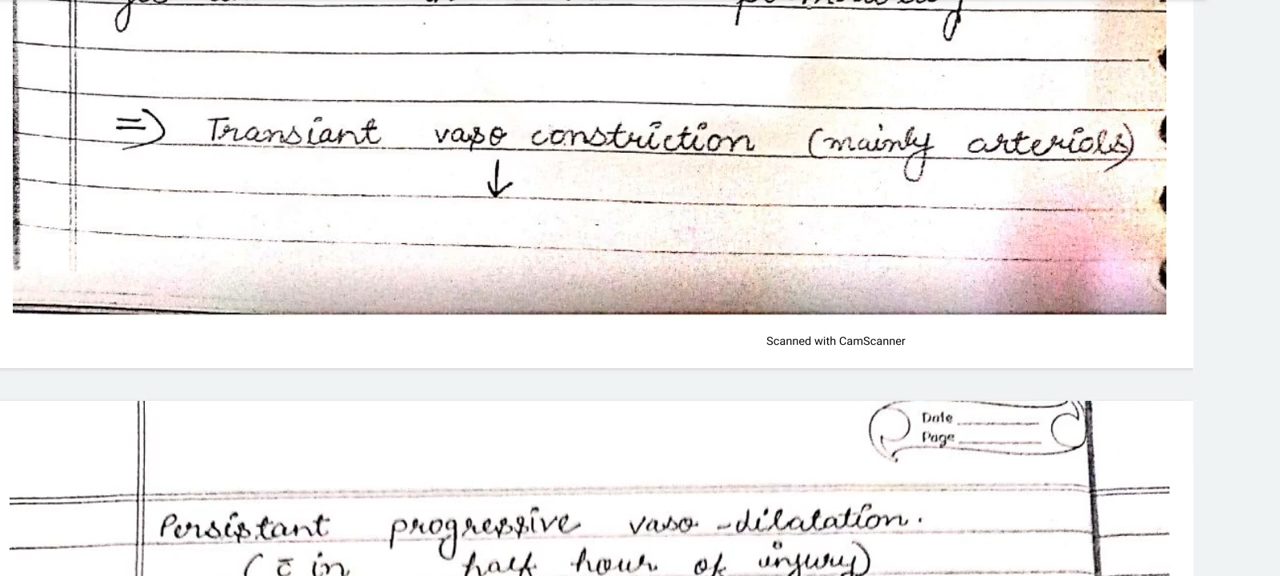 =) Transiant vaso constriction (mainly arteriols)
↓
Scanned with CamScanner
Date
Page
Persistant progressive vaso-dilatation.
(c̄ in half hour of injury)